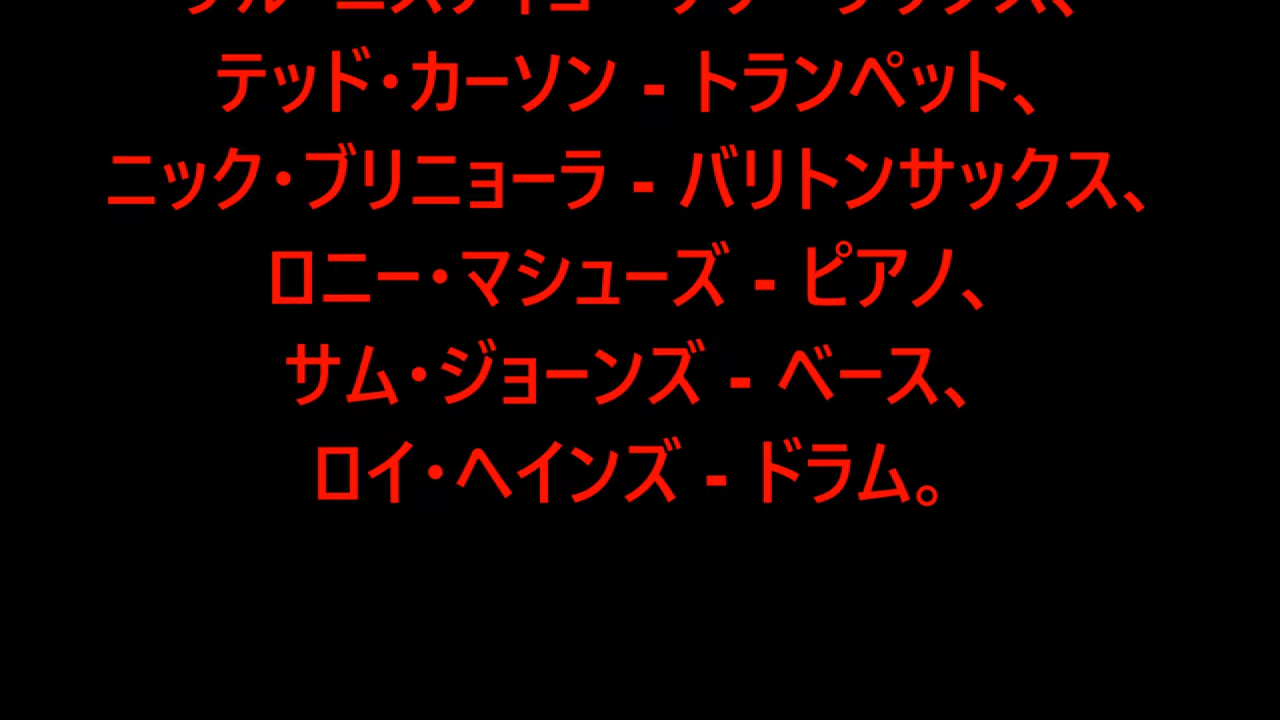 テッド・カーソン - トランペット、
ニック・ブリニョーラ - バリトンサックス、
ロニー・マシューズ - ピアノ、
サム・ジョーンズ - ベース、
ロイ・ヘインズ - ドラム。